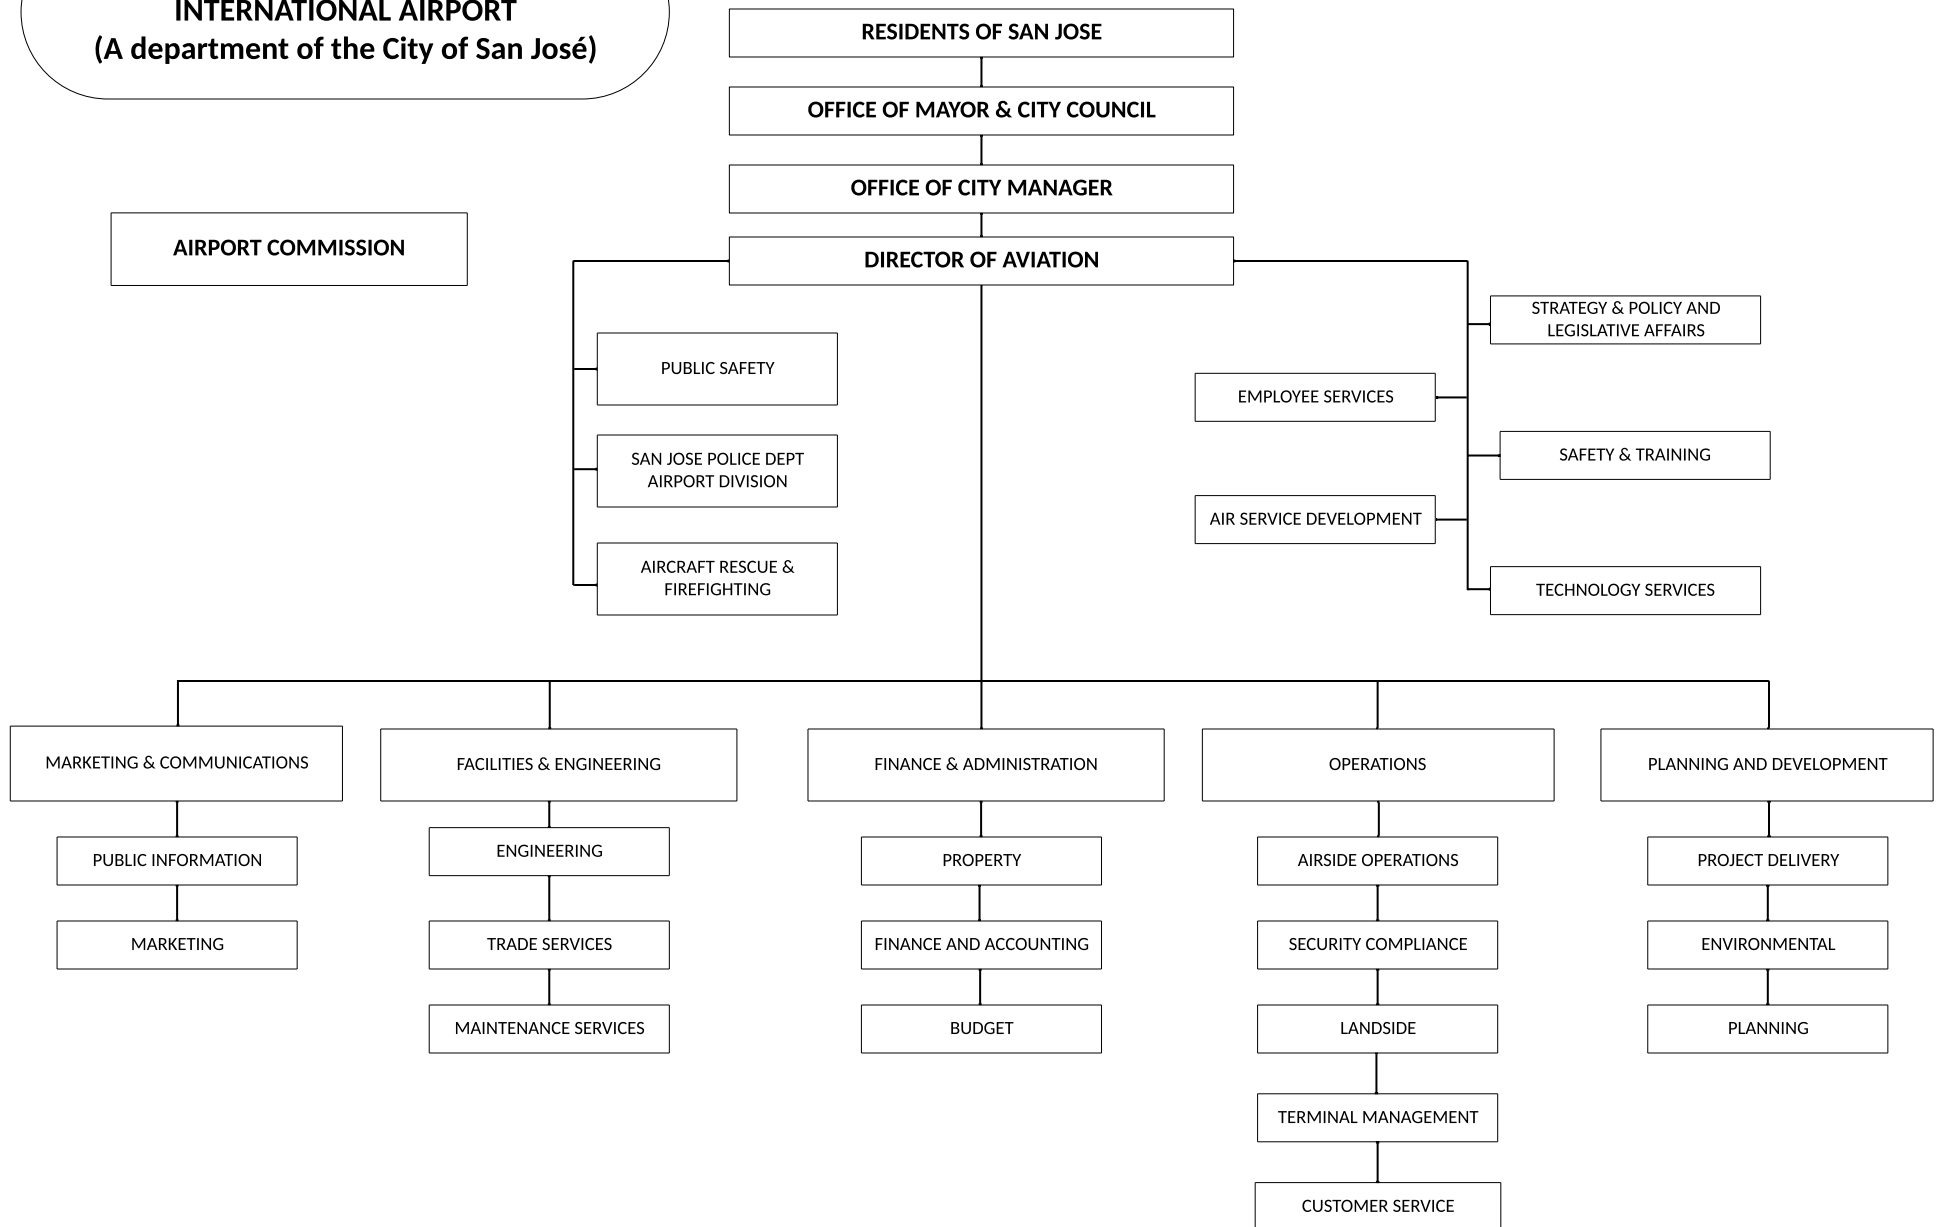 INTERNATIONAL AIRPORT
(A department of the City of San José)
RESIDENTS OF SAN JOSE
OFFICE OF MAYOR & CITY COUNCIL
OFFICE OF CITY MANAGER
AIRPORT COMMISSION
DIRECTOR OF AVIATION
PUBLIC SAFETY
SAN JOSE POLICE DEPT
AIRPORT DIVISION
AIRCRAFT RESCUE &
FIREFIGHTING
STRATEGY & POLICY AND
LEGISLATIVE AFFAIRS
EMPLOYEE SERVICES
SAFETY & TRAINING
AIR SERVICE DEVELOPMENT
TECHNOLOGY SERVICES
MARKETING & COMMUNICATIONS
PUBLIC INFORMATION
MARKETING
FACILITIES & ENGINEERING
ENGINEERING
TRADE SERVICES
MAINTENANCE SERVICES
FINANCE & ADMINISTRATION
PROPERTY
FINANCE AND ACCOUNTING
BUDGET
OPERATIONS
AIRSIDE OPERATIONS
SECURITY COMPLIANCE
LANDSIDE
TERMINAL MANAGEMENT
CUSTOMER SERVICE
PLANNING AND DEVELOPMENT
PROJECT DELIVERY
ENVIRONMENTAL
PLANNING